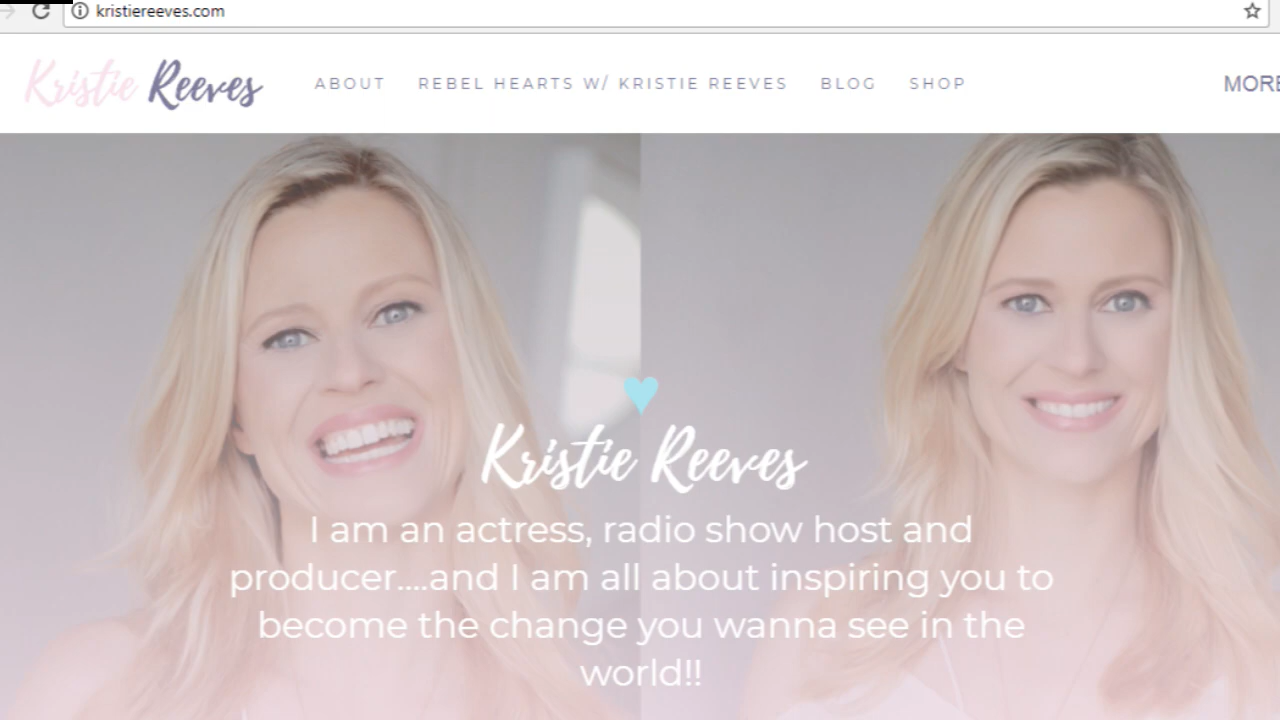 kristiereeves.com
Kristie Reeves ABOUT REBEL HEARTS W/ KRISTIE REEVES BLOG SHOP
Kristie Reeves
I am an actress, radio show host and
producer....and I am all about inspiring you to
become the change you wanna see in the
world!!